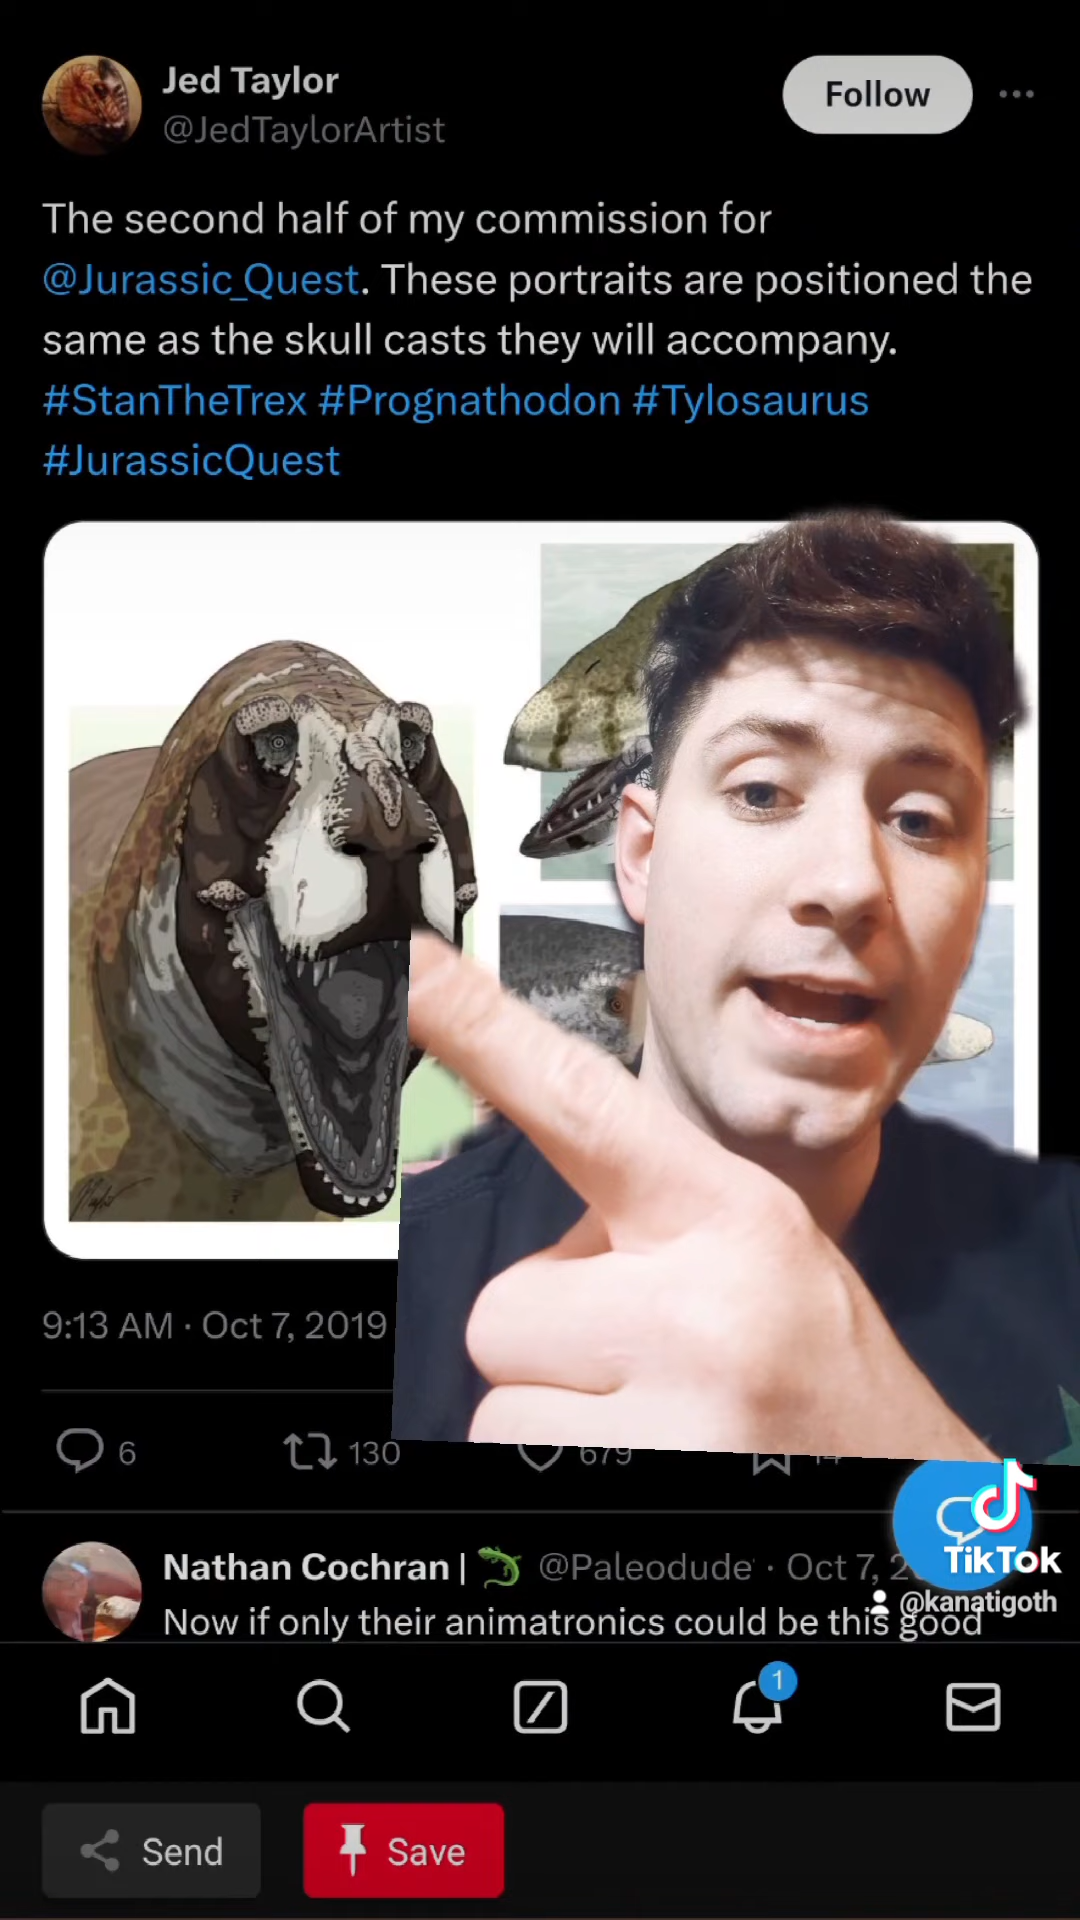 Jed Taylor
Follow
@JedTaylorArtist
The second half of my commission for
@Jurassic_Quest. These portraits are positioned the
same as the skull casts they will accompany.
#StanTheTrex #Prognathodon #Tylosaurus
#JurassicQuest
9:13 AM · Oct 7, 2019
6
130
679
Nathan Cochran | @Paleodude · Oct 7,
TikTok
@kanatigoth
Now if only their animatronics could be this good
1
Send
Save